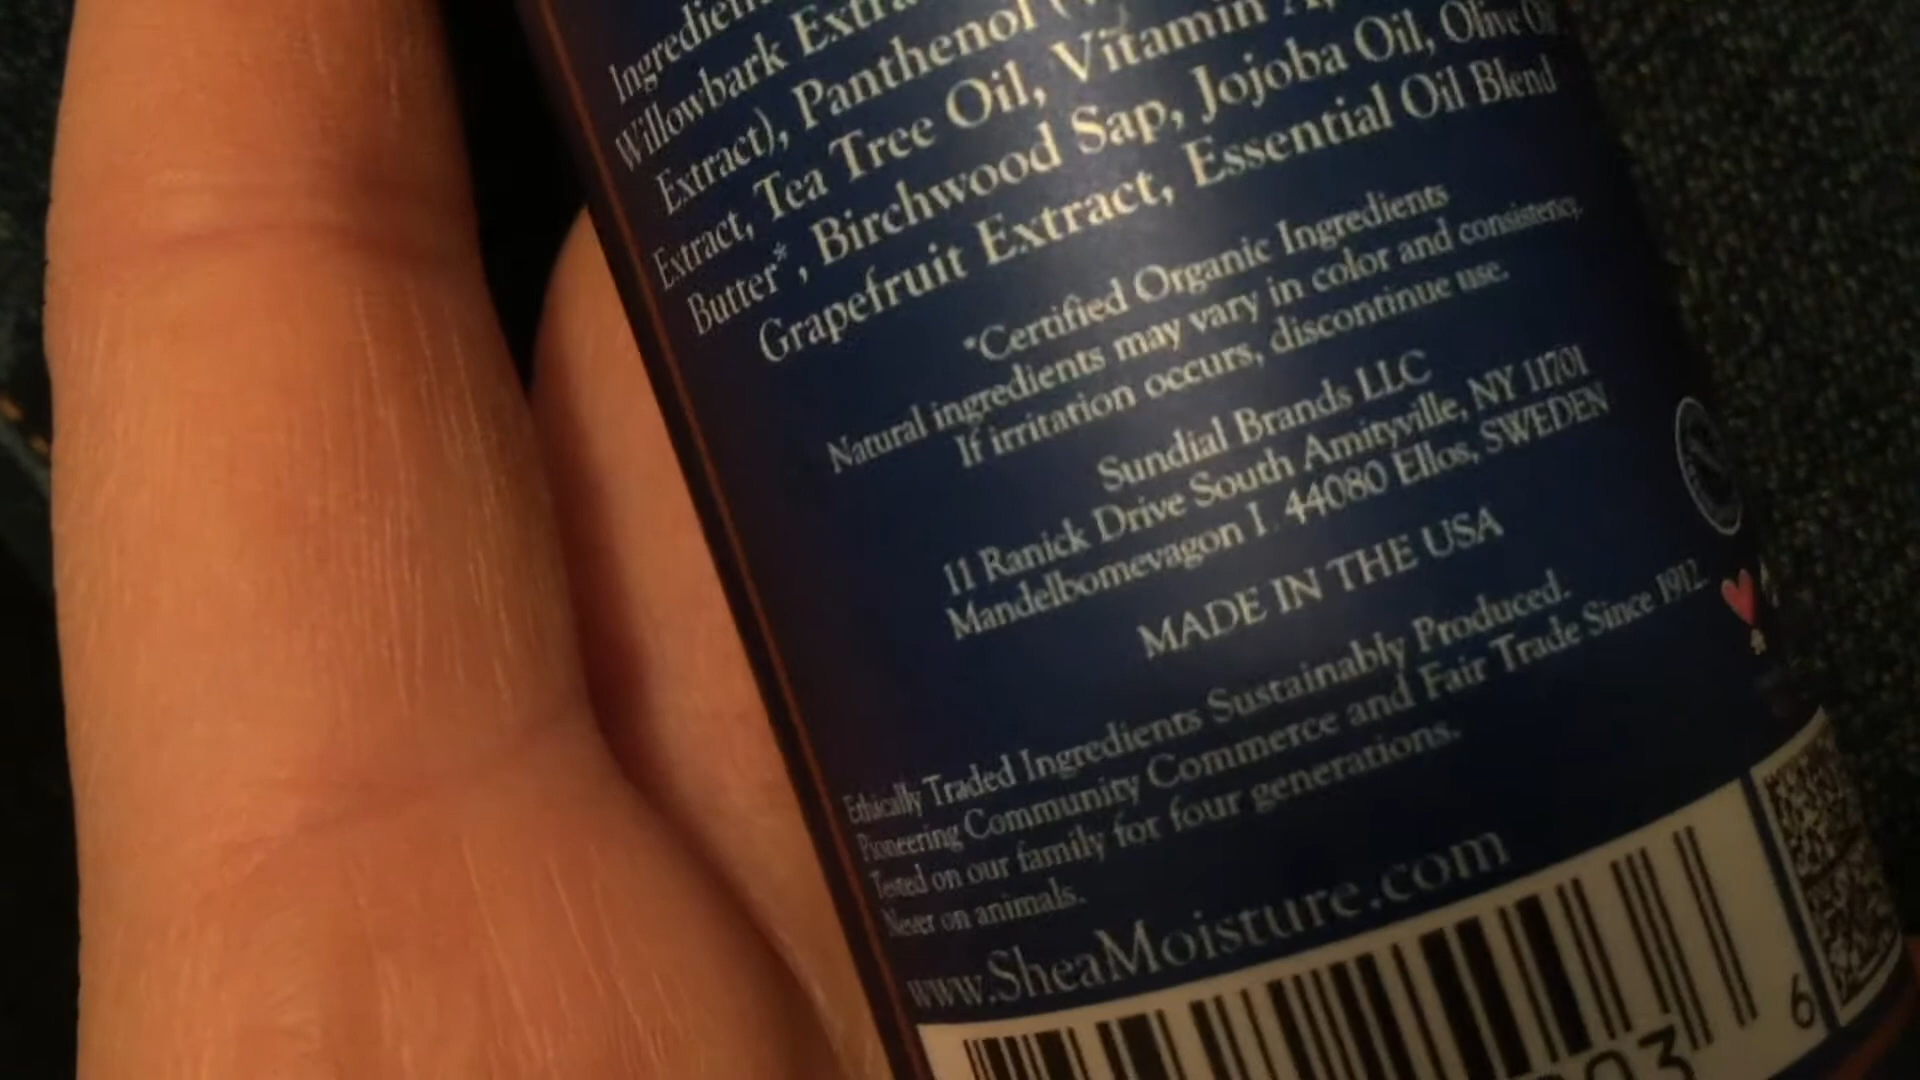 Ingredien
Willowbark Extra
Extract), Panthenol (
Extract, Tea Tree Oil, Vitamin A,
Butter*, Birchwood Sap, Jojoba Oil, Olive Oil
Grapefruit Extract, Essential Oil Blend
*Certified Organic Ingredients
Natural ingredients may vary in color and consistency.
If irritation occurs, discontinue use.
Sundial Brands LLC
11 Ranick Drive South Amityville, NY 11701
Mandelbomevagon 1. 44080 Ellos, SWEDEN
MADE IN THE USA
Ethically Traded Ingredients Sustainably Produced.
Pioneering Community Commerce and Fair Trade Since 1912.
Tested on our family for four generations.
Never on animals.
www.SheaMoisture.com
6